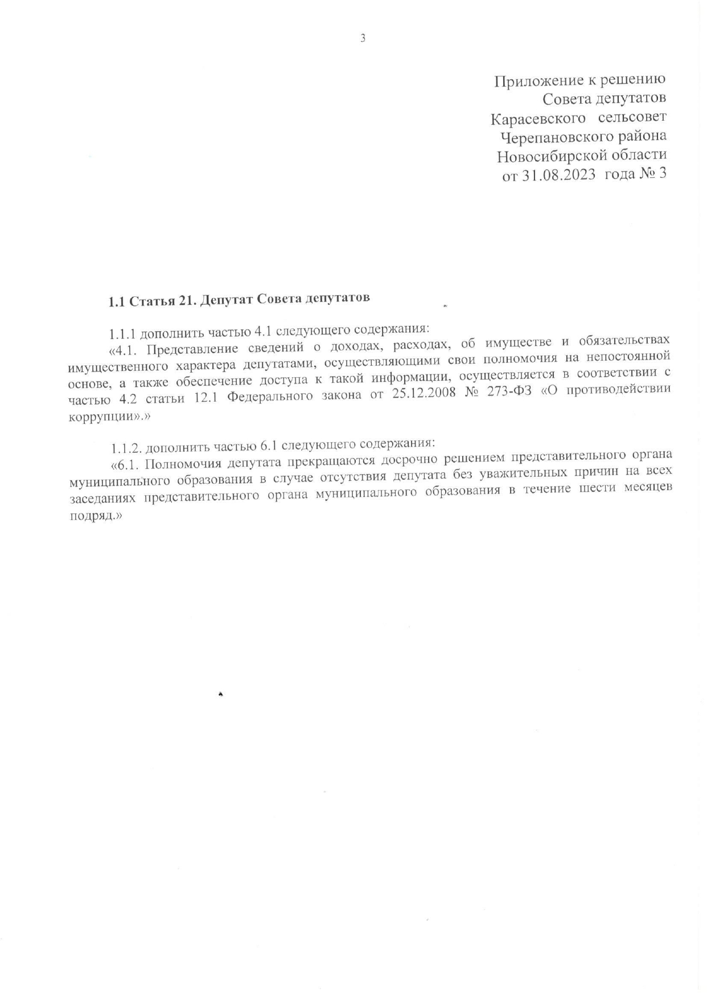 3
Приложение к решению
Совета депутатов
Карасевского сельсовет
Черепановского района
Новосибирской области
от 31.08.2023 года № 3
1.1 Статья 21. Депутат Совета депутатов
1.1.1 дополнить частью 4.1 следующего содержания:
«4.1. Представление сведений о доходах, расходах, об имуществе и обязательствах
имущественного характера депутатами, осуществляющими свои полномочия на непостоянной
основе, а также обеспечение доступа к такой информации, осуществляется в соответствии с
частью 4.2 статьи 12.1 Федерального закона от 25.12.2008 № 273-ФЗ «О противодействии
коррупции».»
1.1.2. дополнить частью 6.1 следующего содержания:
«6.1. Полномочия депутата прекращаются досрочно решением представительного органа
муниципального образования в случае отсутствия депутата без уважительных причин на всех
заседаниях представительного органа муниципального образования в течение шести месяцев
подряд.»